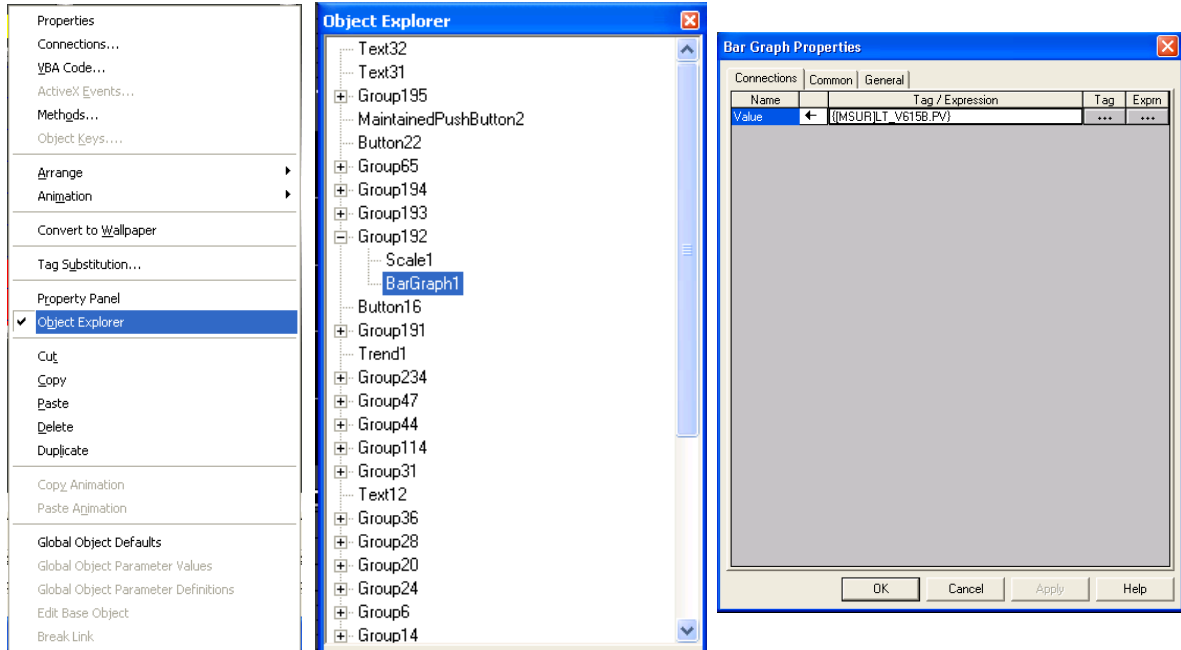 Properties
Connections...
VBA Code...
ActiveX Events...
Methods...
Object Keys....
Arrange
Animation
Convert to Wallpaper
Tag Substitution...
Property Panel
Object Explorer
Cut
Copy
Paste
Delete
Duplicate
Copy Animation
Paste Animation
Global Object Defaults
Global Object Parameter Values
Global Object Parameter Definitions
Edit Base Object
Break Link
Object Explorer
Text32
Text31
Group195
MaintainedPushButton2
Button22
Group65
Group194
Group193
Group192
Scale1
BarGraph1
Button16
Group191
Trend1
Group234
Group47
Group44
Group114
Group31
Text12
Group36
Group28
Group20
Group24
Group6
Group14
Bar Graph Properties
Connections Common General
Name Tag / Expression Tag Exprn
Value {[MSUR]LT_V615B.PV} ... ...
OK Cancel Apply Help